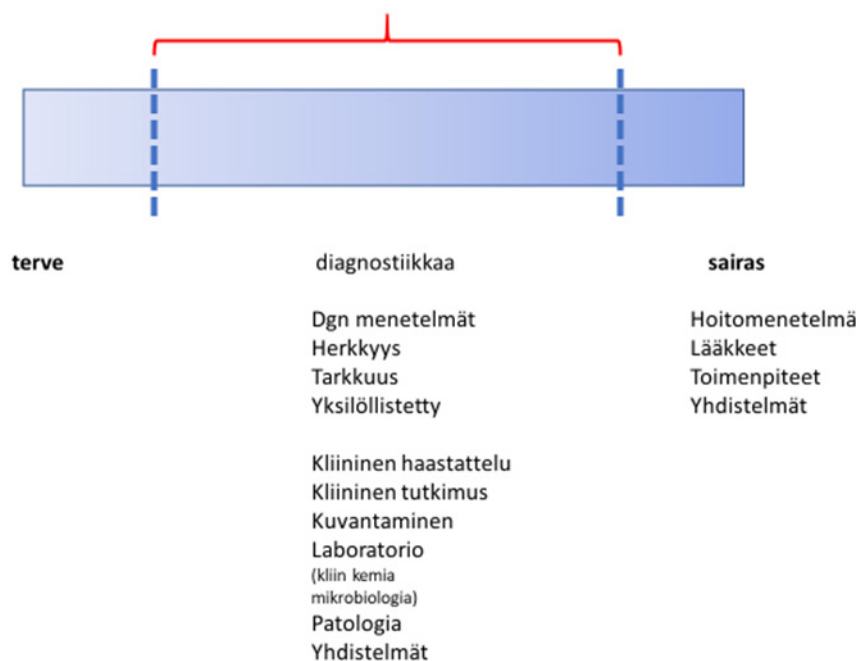 terve
diagnostiikkaa
sairas
Dgn menetelmät
Herkkyys
Tarkkuus
Yksilöllistetty
Kliininen haastattelu
Kliininen tutkimus
Kuvantaminen
Laboratorio
(kliin kemia
mikrobiologia)
Patologia
Yhdistelmät
Hoitomenetelmä
Lääkkeet
Toimenpiteet
Yhdistelmät